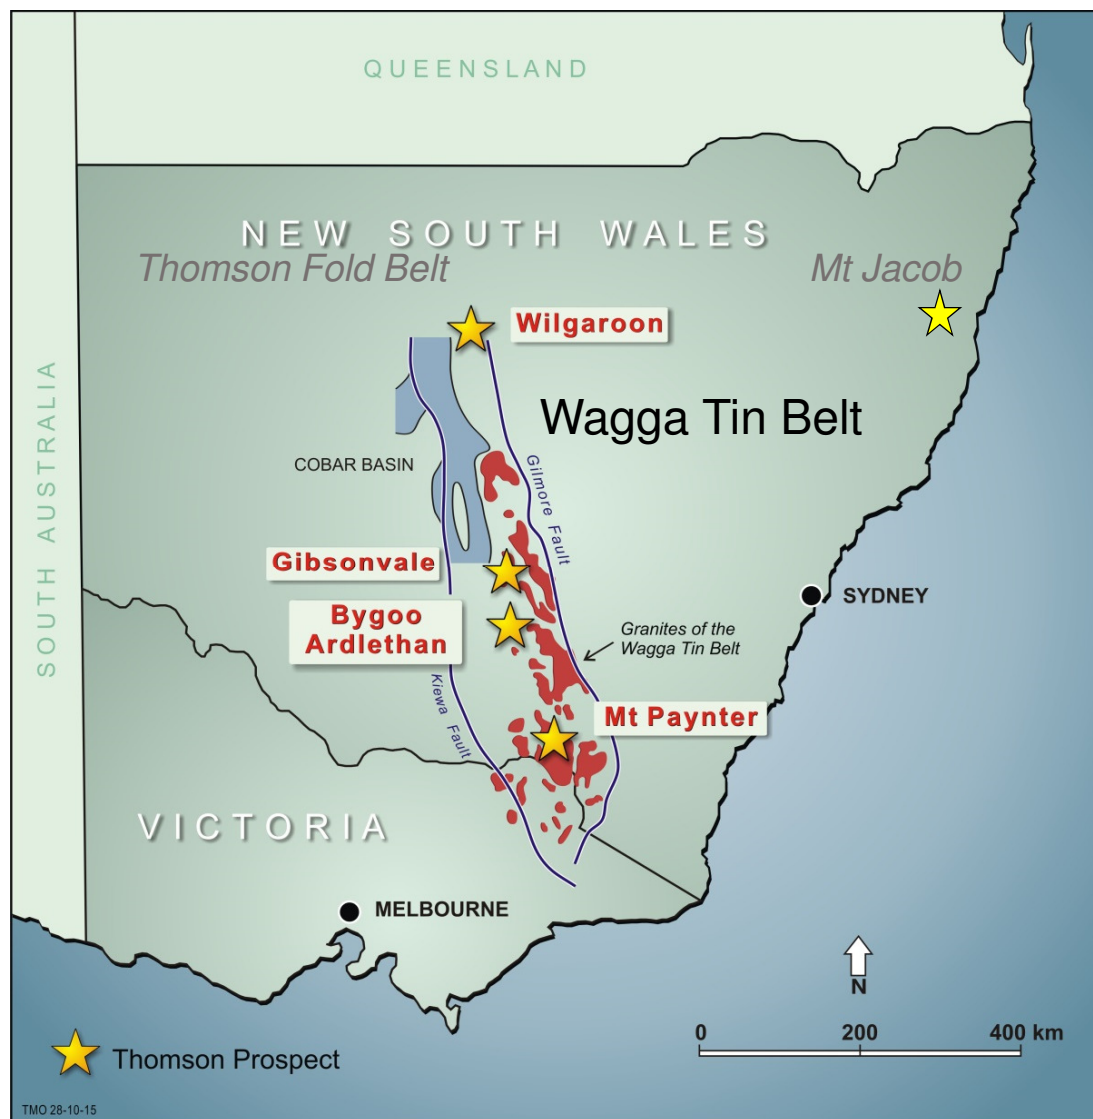 QUEENSLAND
NEW SOUTH WALES
Thomson Fold Belt
Mt Jacob
Wilgaroon
SOUTH AUSTRALIA
Wagga Tin Belt
COBAR BASIN
Gilmore Fault
Gibsonvale
SYDNEY
Bygoo
Ardlethan
Granites of the
Wagga Tin Belt
Kiewa Fault
Mt Paynter
VICTORIA
MELBOURNE
N
0 200 400 km
Thomson Prospect
TMO 28-10-15